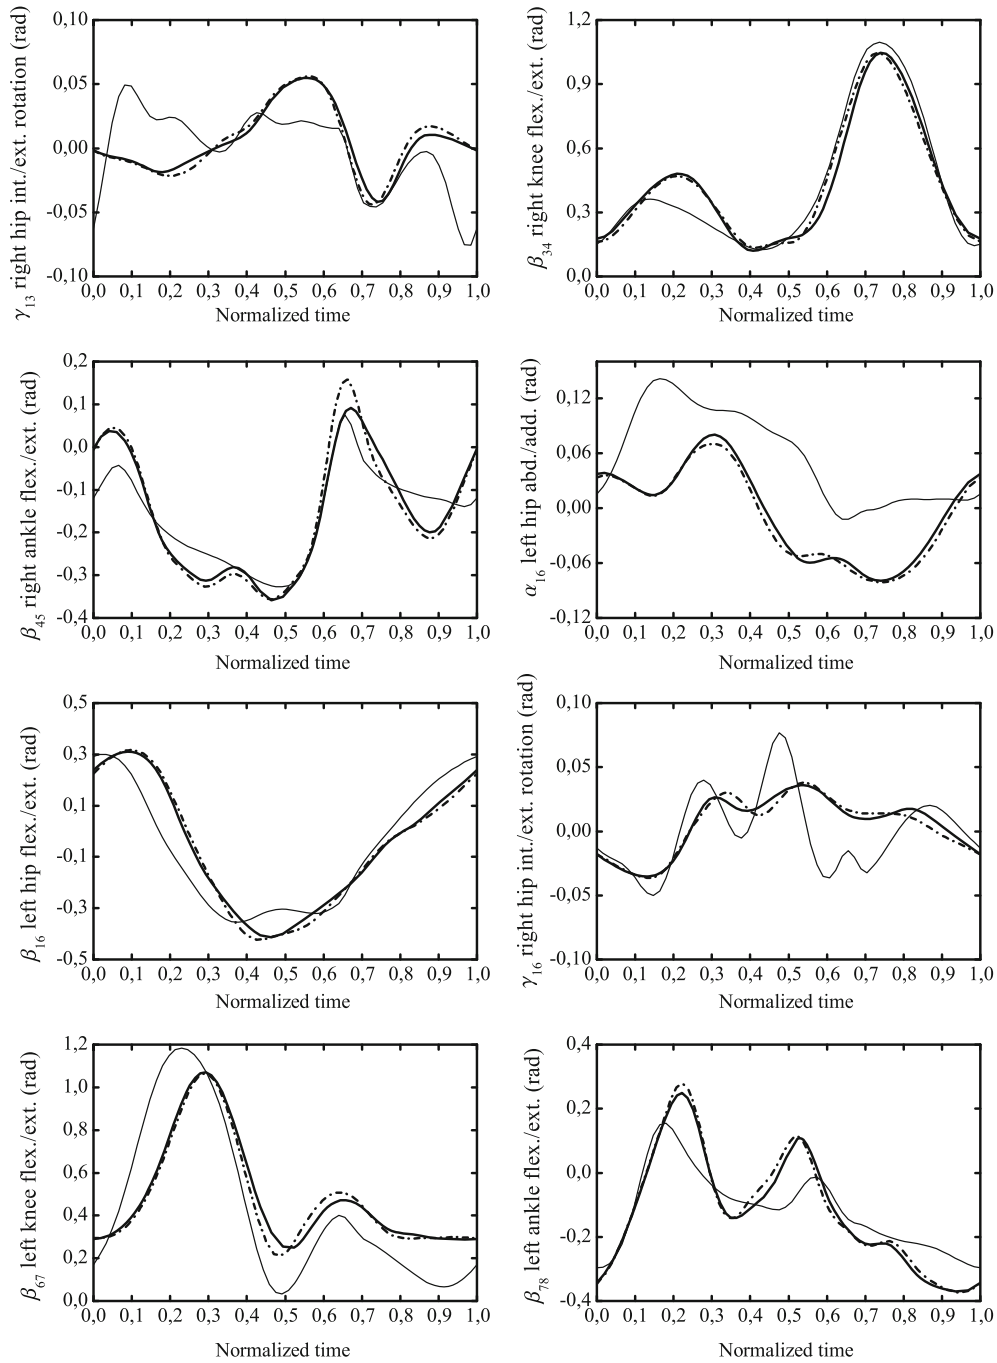 γ13 right hip int./ext. rotation (rad)
0,10
0,05
0,00
-0,05
-0,10
0,0 0,1 0,2 0,3 0,4 0,5 0,6 0,7 0,8 0,9 1,0
Normalized time
β34 right knee flex./ext. (rad)
1,2
0,9
0,6
0,3
0,0
0,0 0,1 0,2 0,3 0,4 0,5 0,6 0,7 0,8 0,9 1,0
Normalized time
β45 right ankle flex./ext. (rad)
0,2
0,1
0,0
-0,1
-0,2
-0,3
-0,4
0,0 0,1 0,2 0,3 0,4 0,5 0,6 0,7 0,8 0,9 1,0
Normalized time
α16 left hip abd./add. (rad)
0,12
0,06
0,00
-0,06
-0,12
0,0 0,1 0,2 0,3 0,4 0,5 0,6 0,7 0,8 0,9 1,0
Normalized time
β16 left hip flex./ext. (rad)
0,5
0,3
0,1
-0,1
-0,3
-0,5
0,0 0,1 0,2 0,3 0,4 0,5 0,6 0,7 0,8 0,9 1,0
Normalized time
γ16 right hip int./ext. rotation (rad)
0,10
0,05
0,00
-0,05
-0,10
0,0 0,1 0,2 0,3 0,4 0,5 0,6 0,7 0,8 0,9 1,0
Normalized time
β67 left knee flex./ext. (rad)
1,2
1,0
0,8
0,6
0,4
0,2
0,0
0,0 0,1 0,2 0,3 0,4 0,5 0,6 0,7 0,8 0,9 1,0
Normalized time
β78 left ankle flex./ext. (rad)
0,4
0,2
0,0
-0,2
-0,4
0,0 0,1 0,2 0,3 0,4 0,5 0,6 0,7 0,8 0,9 1,0
Normalized time